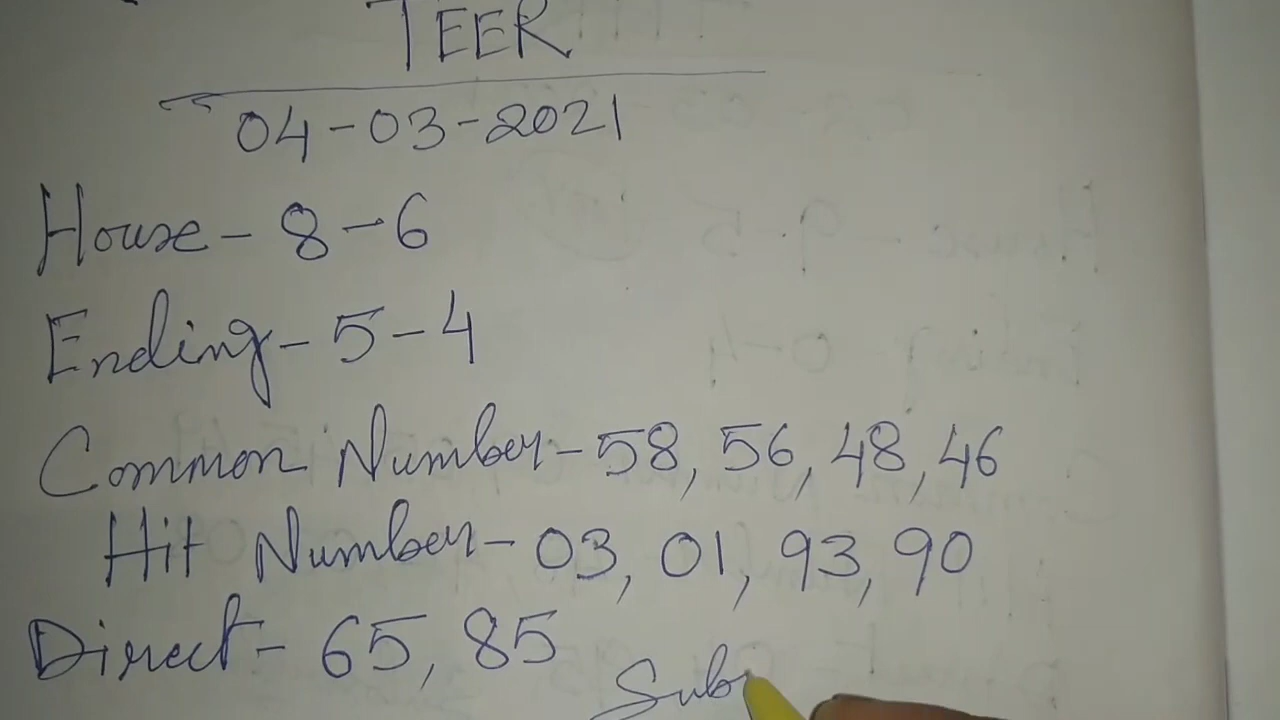 TEER
04-03-2021
House - 8-6
Ending - 5-4
Common Number - 58, 56, 48, 46
Hit Number - 03, 01, 93, 90
Direct - 65, 85
Sub